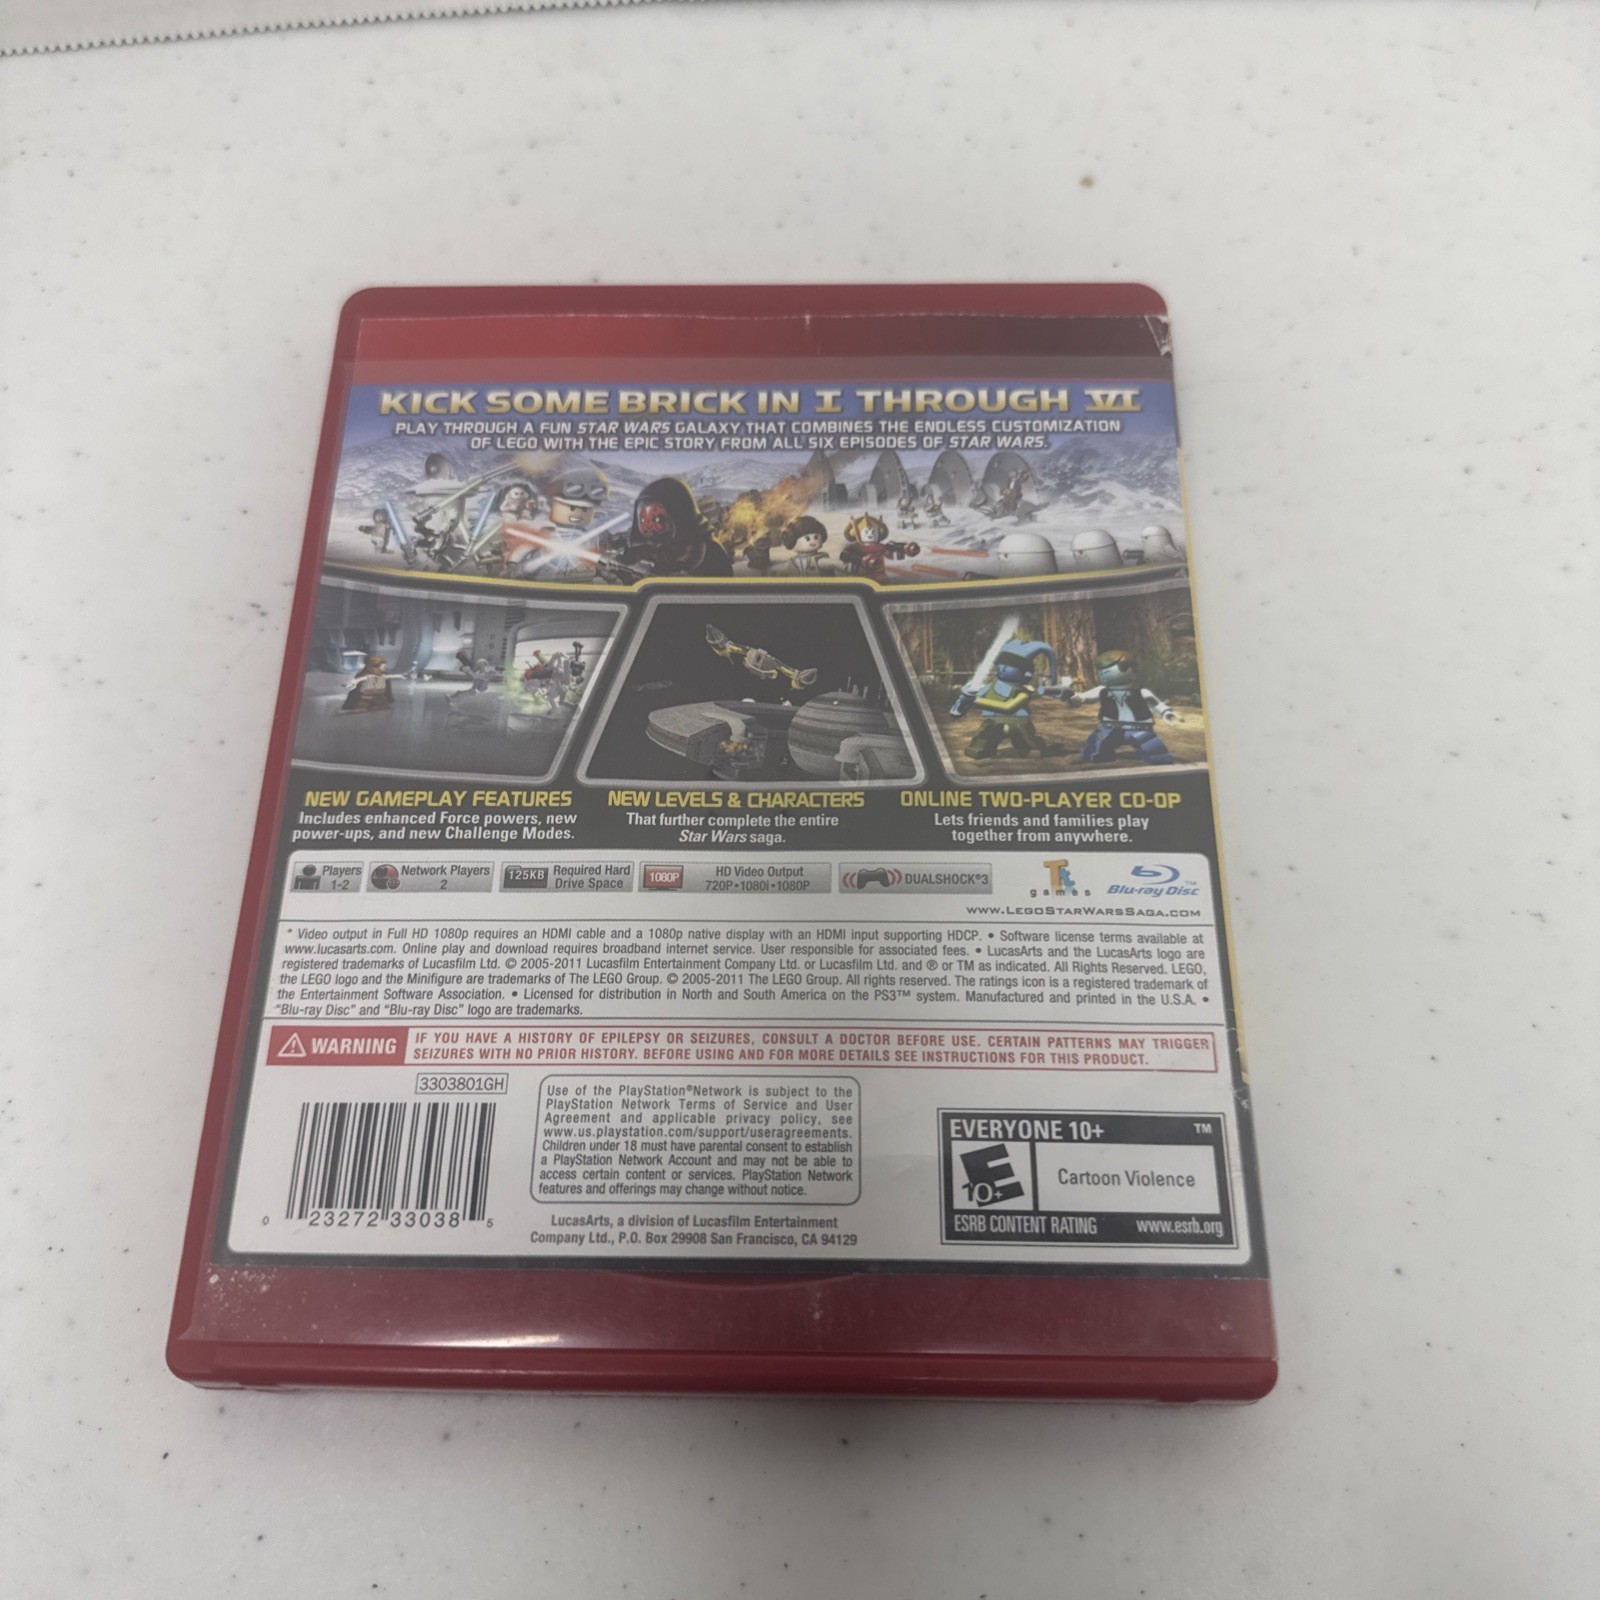 KICK SOME BRICK IN I THROUGH VI
PLAY THROUGH A FUN STAR WARS GALAXY THAT COMBINES THE ENDLESS CUSTOMIZATION
OF LEGO WITH THE EPIC STORY FROM ALL SIX EPISODES OF STAR WARS.
NEW GAMEPLAY FEATURES
Includes enhanced Force powers, new
power-ups, and new Challenge Modes.
NEW LEVELS & CHARACTERS
That further complete the entire
Star Wars saga.
ONLINE TWO-PLAYER CO-OP
Lets friends and families play
together from anywhere.
Players
1-2
Network Players
2
125KB
Required Hard
Drive Space
1080P
HD Video Output
720P•1080i•1080P
DUALSHOCK®3
Tt
games
Blu-ray Disc™
www.LegoStarWarsSaga.com
* Video output in Full HD 1080p requires an HDMI cable and a 1080p native display with an HDMI input supporting HDCP. • Software license terms available at
www.lucasarts.com. Online play and download requires broadband internet service. User responsible for associated fees. • LucasArts and the LucasArts logo are
registered trademarks of Lucasfilm Ltd. © 2005-2011 Lucasfilm Entertainment Company Ltd. or Lucasfilm Ltd. and ® or TM as indicated. All Rights Reserved. LEGO,
the LEGO logo and the Minifigure are trademarks of The LEGO Group. © 2005-2011 The LEGO Group. All rights reserved. The ratings icon is a registered trademark of
the Entertainment Software Association. • Licensed for distribution in North and South America on the PS3™ system. Manufactured and printed in the U.S.A. •
"Blu-ray Disc" and "Blu-ray Disc" logo are trademarks.
WARNING
IF YOU HAVE A HISTORY OF EPILEPSY OR SEIZURES, CONSULT A DOCTOR BEFORE USE. CERTAIN PATTERNS MAY TRIGGER
SEIZURES WITH NO PRIOR HISTORY. BEFORE USING AND FOR MORE DETAILS SEE INSTRUCTIONS FOR THIS PRODUCT.
3303801GH
0 23272 33038 5
Use of the PlayStation®Network is subject to the
PlayStation Network Terms of Service and User
Agreement and applicable privacy policy, see
www.us.playstation.com/support/useragreements.
Children under 18 must have parental consent to establish
a PlayStation Network Account and may not be able to
access certain content or services. PlayStation Network
features and offerings may change without notice.
LucasArts, a division of Lucasfilm Entertainment
Company Ltd., P.O. Box 29908 San Francisco, CA 94129
EVERYONE 10+ ™
E
10+
Cartoon Violence
ESRB CONTENT RATING www.esrb.org